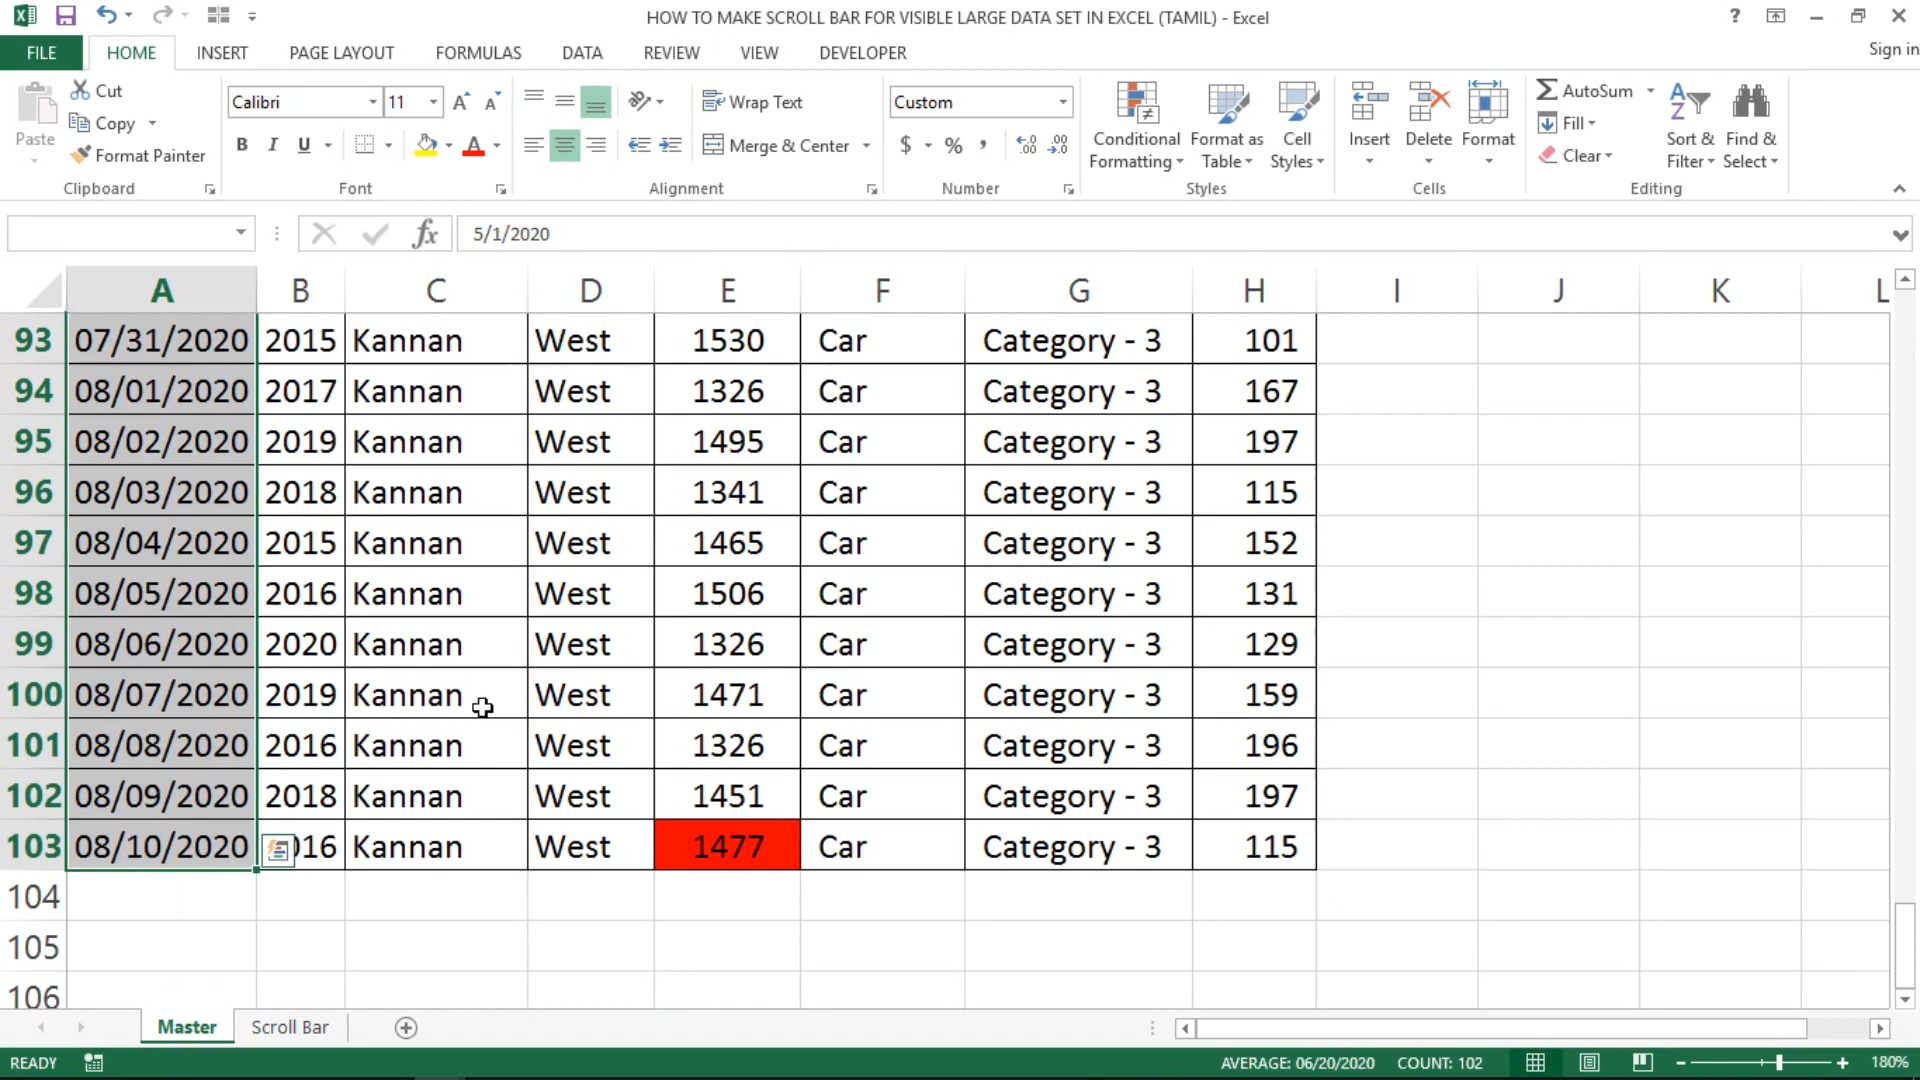 HOW TO MAKE SCROLL BAR FOR VISIBLE LARGE DATA SET IN EXCEL (TAMIL) - Excel
?
FILE HOME INSERT PAGE LAYOUT FORMULAS DATA REVIEW VIEW DEVELOPER Sign in
Paste
Cut
Copy
Format Painter
Clipboard
Calibri 11
B I U
Font
Wrap Text
Merge & Center
Alignment
Custom
$ % ,
Number
Conditional Formatting
Format as Table
Cell Styles
Styles
Insert
Delete
Format
Cells
AutoSum
Fill
Clear
Sort & Filter
Find & Select
Editing
fx 5/1/2020
A B C D E F G H I J K L
93 07/31/2020 2015 Kannan West 1530 Car Category - 3 101
94 08/01/2020 2017 Kannan West 1326 Car Category - 3 167
95 08/02/2020 2019 Kannan West 1495 Car Category - 3 197
96 08/03/2020 2018 Kannan West 1341 Car Category - 3 115
97 08/04/2020 2015 Kannan West 1465 Car Category - 3 152
98 08/05/2020 2016 Kannan West 1506 Car Category - 3 131
99 08/06/2020 2020 Kannan West 1326 Car Category - 3 129
100 08/07/2020 2019 Kannan West 1471 Car Category - 3 159
101 08/08/2020 2016 Kannan West 1326 Car Category - 3 196
102 08/09/2020 2018 Kannan West 1451 Car Category - 3 197
103 08/10/2020 16 Kannan West 1477 Car Category - 3 115
104
105
106
Master Scroll Bar
READY AVERAGE: 06/20/2020 COUNT: 102 180%